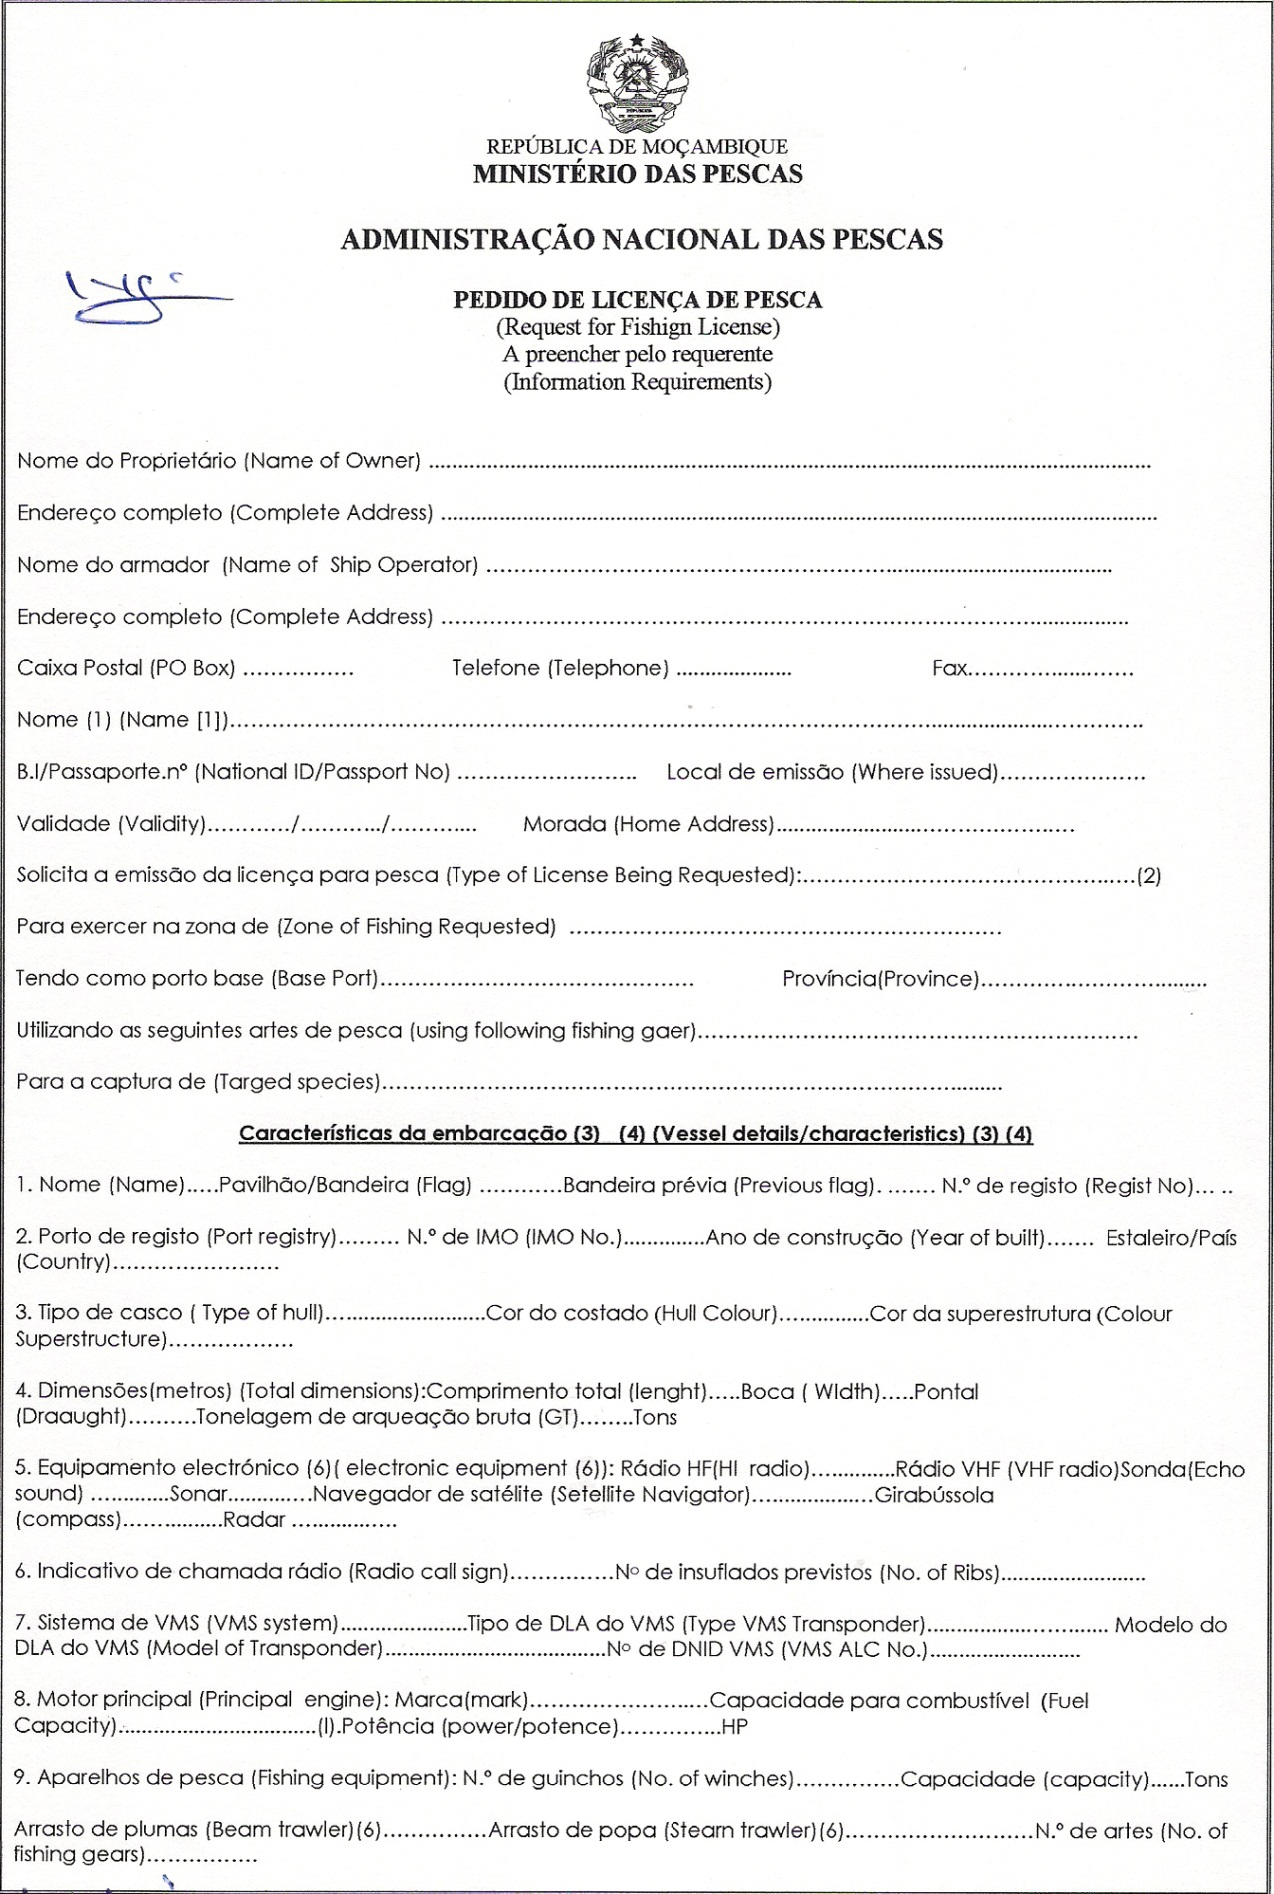 REPÚBLICA DE MOÇAMBIQUE
MINISTÉRIO DAS PESCAS
ADMINISTRAÇÃO NACIONAL DAS PESCAS
PEDIDO DE LICENÇA DE PESCA
(Request for Fishign License)
A preencher pelo requerente
(Information Requirements)
Nome do Proprietário (Name of Owner) ........................................................................
Endereço completo (Complete Address) ........................................................................
Nome do armador (Name of Ship Operator) ........................................................................
Endereço completo (Complete Address) ........................................................................
Caixa Postal (PO Box) ................ Telefone (Telephone) .................... Fax............................
Nome (1) (Name [1])........................................................................
B.I/Passaporte.nº (National ID/Passport No) .......................... Local de emissão (Where issued).....................
Validade (Validity)............/............/............ Morada (Home Address)...........................................
Solicita a emissão da licença para pesca (Type of License Being Requested):................................................(2)
Para exercer na zona de (Zone of Fishing Requested) ..............................................................
Tendo como porto base (Base Port)............................................. Província(Province).................................
Utilizando as seguintes artes de pesca (using following fishing gaer)................................................................
Para a captura de (Targed species)........................................................................
Características da embarcação (3) (4) (Vessel details/characteristics) (3) (4)
1. Nome (Name).....Pavilhão/Bandeira (Flag) ............Bandeira prévia (Previous flag). ....... N.º de registo (Regist No)... ..
2. Porto de registo (Port registry)......... N.º de IMO (IMO No.)..............Ano de construção (Year of built)....... Estaleiro/País
(Country)........................
3. Tipo de casco ( Type of hull)..........................Cor do costado (Hull Colour)...............Cor da superestrutura (Colour
Superstructure)..................
4. Dimensões(metros) (Total dimensions):Comprimento total (lenght).....Boca ( WIdth).....Pontal
(Draaught)..........Tonelagem de arqueação bruta (GT)........Tons
5. Equipamento electrónico (6)( electronic equipment (6)): Rádio HF(HI radio)..............Rádio VHF (VHF radio)Sonda(Echo
sound) .............Sonar..............Navegador de satélite (Setellite Navigator)....................Girabússola
(compass).................Radar ..................
6. Indicativo de chamada rádio (Radio call sign)...............Nº de insuflados previstos (No. of Ribs).........................
7. Sistema de VMS (VMS system)......................Tipo de DLA do VMS (Type VMS Transponder)............................... Modelo do
DLA do VMS (Model of Transponder).......................................Nº de DNID VMS (VMS ALC No.)..........................
8. Motor principal (Principal engine): Marca(mark)..........................Capacidade para combustível (Fuel
Capacity)...................................(l).Potência (power/potence).................HP
9. Aparelhos de pesca (Fishing equipment): N.º de guinchos (No. of winches)...............Capacidade (capacity)......Tons
Arrasto de plumas (Beam trawler)(6)...............Arrasto de popa (Stearn trawler)(6)...........................N.º de artes (No. of
fishing gears)................